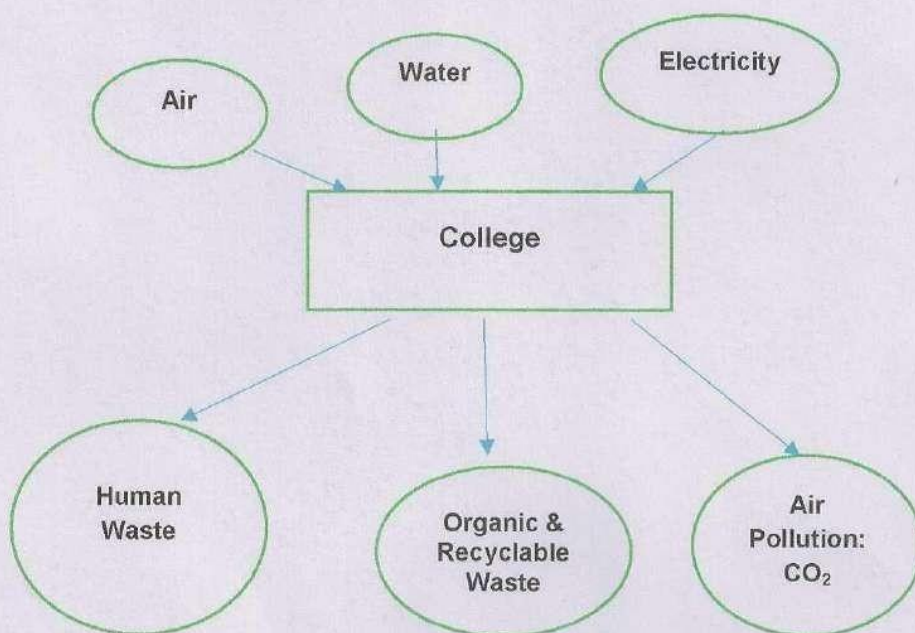 Air
Water
Electricity
College
Human
Waste
Organic &
Recyclable
Waste
Air
Pollution:
CO₂